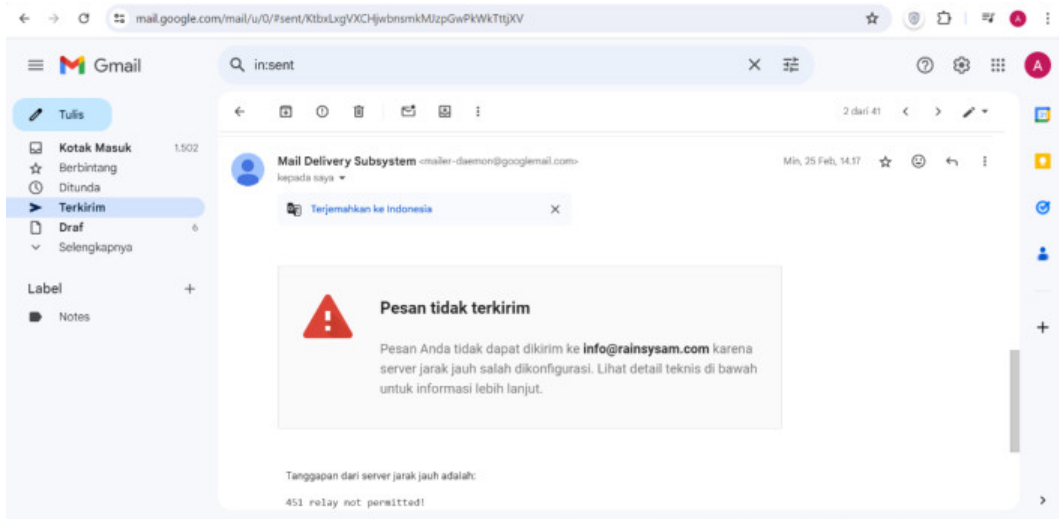 mail.google.com/mail/u/0/#sent/KtbxLxgVXCHjwbnsmkMJzpGwPkWkTttjXV
Gmail
in:sent
A
Tulis
2 dari 41
Kotak Masuk 1.502
Berbintang
Ditunda
Terkirim
Draf 6
Selengkapnya
Label
Notes
Mail Delivery Subsystem <mailer-daemon@googlemail.com>
Min, 25 Feb, 14.17
kepada saya
Terjemahkan ke Indonesia
Pesan tidak terkirim
Pesan Anda tidak dapat dikirim ke info@rainsysam.com karena
server jarak jauh salah dikonfigurasi. Lihat detail teknis di bawah
untuk informasi lebih lanjut.
Tanggapan dari server jarak jauh adalah:
451 relay not permitted!